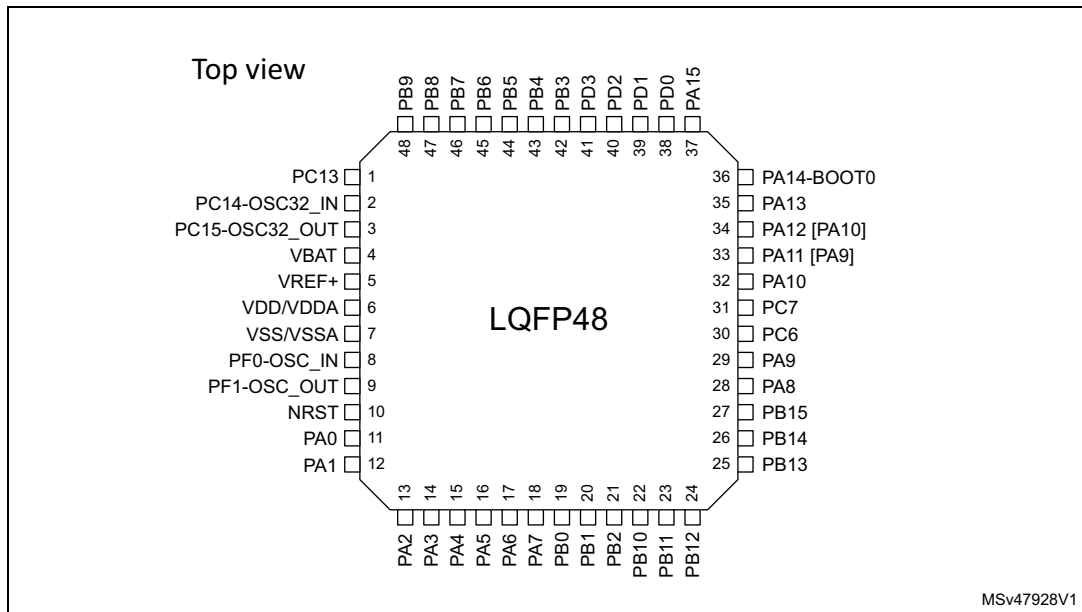 Top view
PB9
PB8
PB7
PB6
PB5
PB4
PB3
PD3
PD2
PD1
PD0
PA15
48
47
46
45
44
43
42
41
40
39
38
37
PC13 1
PC14-OSC32_IN 2
PC15-OSC32_OUT 3
VBAT 4
VREF+ 5
VDD/VDDA 6
VSS/VSSA 7
PF0-OSC_IN 8
PF1-OSC_OUT 9
NRST 10
PA0 11
PA1 12
LQFP48
36 PA14-BOOT0
35 PA13
34 PA12 [PA10]
33 PA11 [PA9]
32 PA10
31 PC7
30 PC6
29 PA9
28 PA8
27 PB15
26 PB14
25 PB13
13
14
15
16
17
18
19
20
21
22
23
24
PA2
PA3
PA4
PA5
PA6
PA7
PB0
PB1
PB2
PB10
PB11
PB12
MSv47928V1